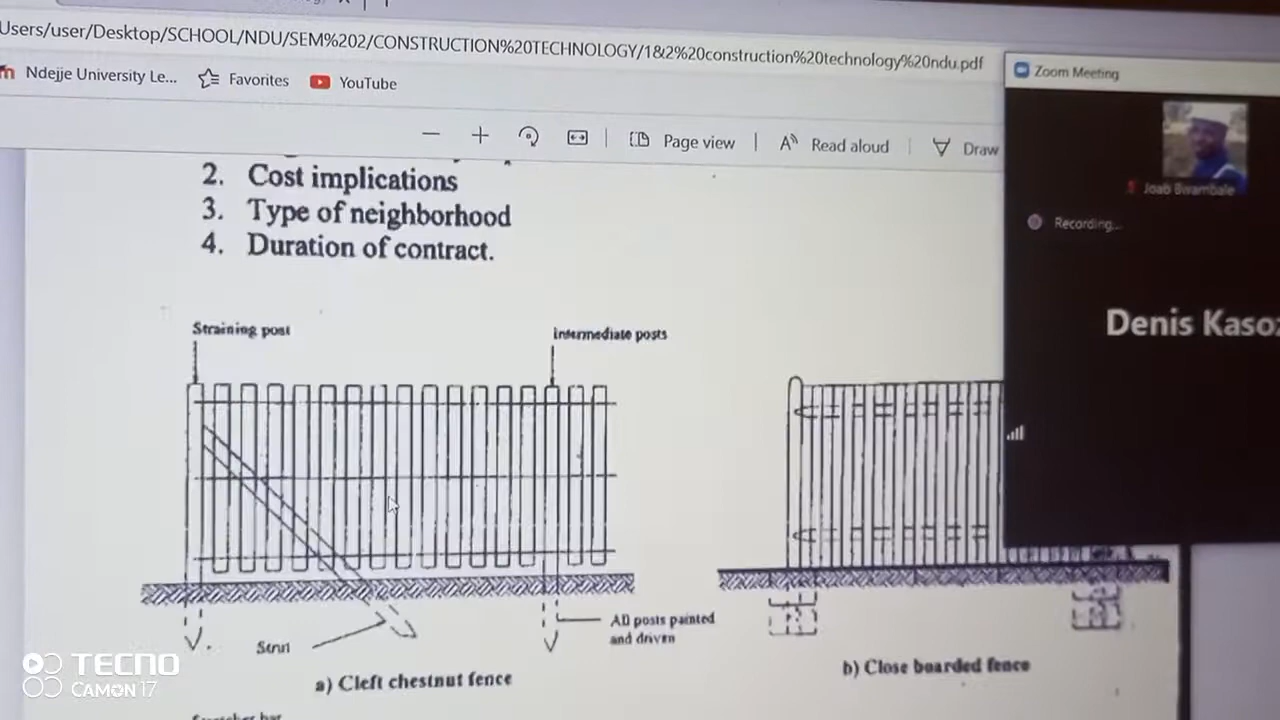 Users/user/Desktop/SCHOOL/NDU/SEM%202/CONSTRUCTION%20TECHNOLOGY/1&2%20construction%20technology%20ndu.pdf
Zoom Meeting
Ndejje University Le...
Favorites
YouTube
Page view
Read aloud
Draw
Joab Bwambale
Recording...
Denis Kaso
2. Cost implications
3. Type of neighborhood
4. Duration of contract.
Straining post
Intermediate posts
All posts painted
and driven
Strut
a) Cleft chestnut fence
b) Close boarded fence
TECNO
CAMON 17